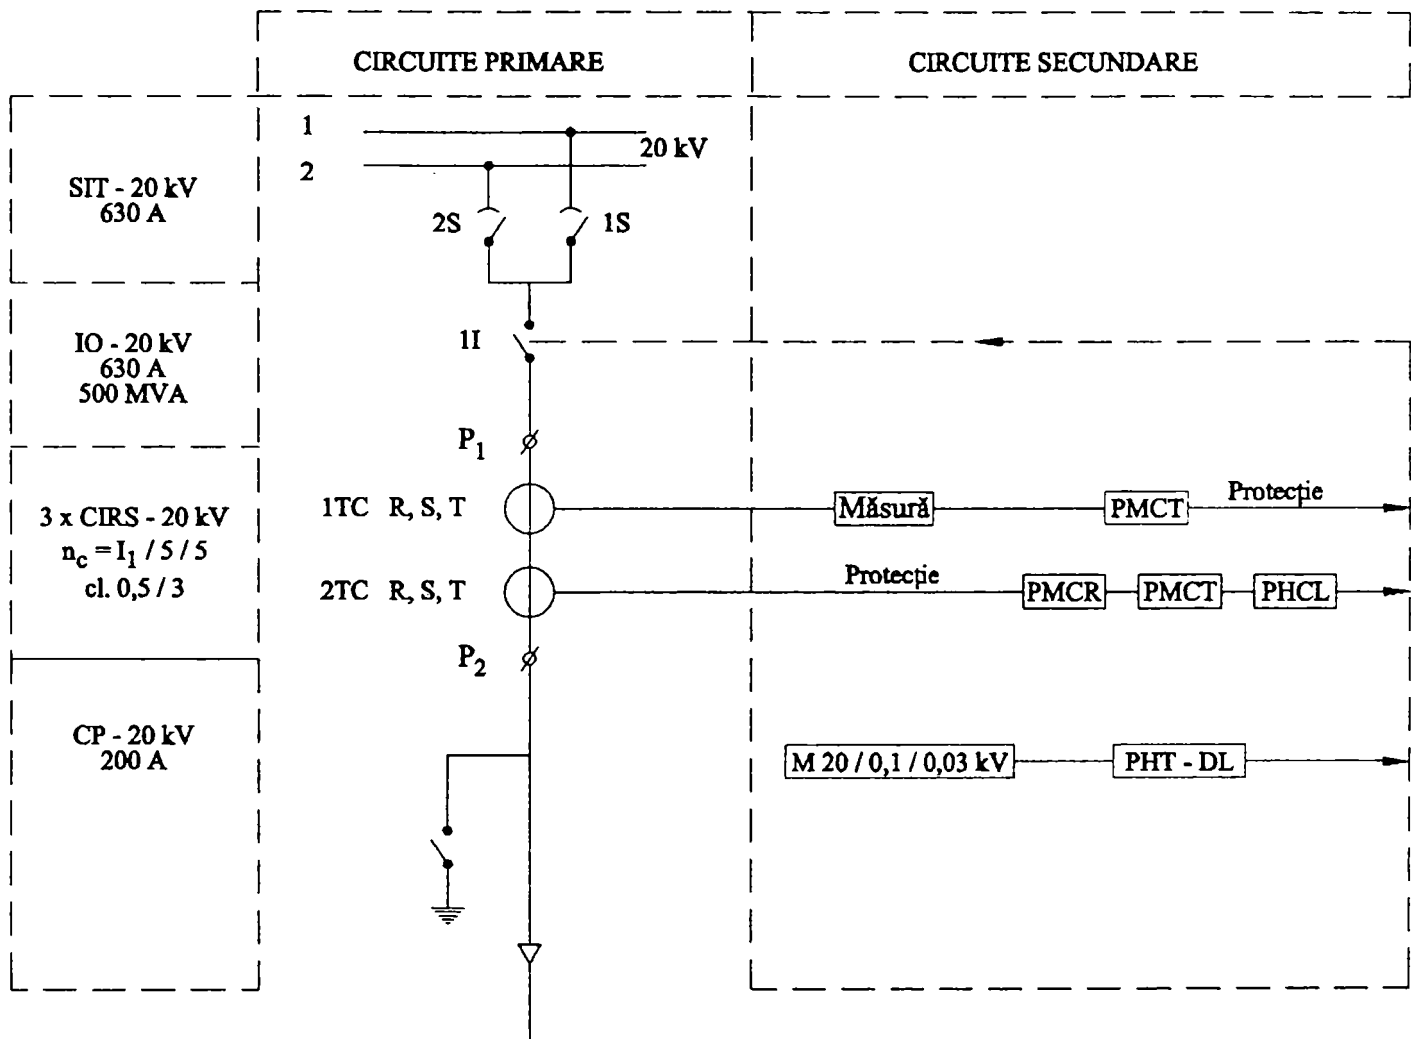 CIRCUITE PRIMARE
CIRCUITE SECUNDARE
1
20 kV
2
SIT - 20 kV
630 A
2S
1S
IO - 20 kV
630 A
500 MVA
1I
P1
3 x CIRS - 20 kV
nc = I1 / 5 / 5
cl. 0,5 / 3
1TC R, S, T
Măsură
PMCT
Protecţie
2TC R, S, T
Protecţie
PMCR
PMCT
PHCL
P2
CP - 20 kV
200 A
M 20 / 0,1 / 0,03 kV
PHT - DL